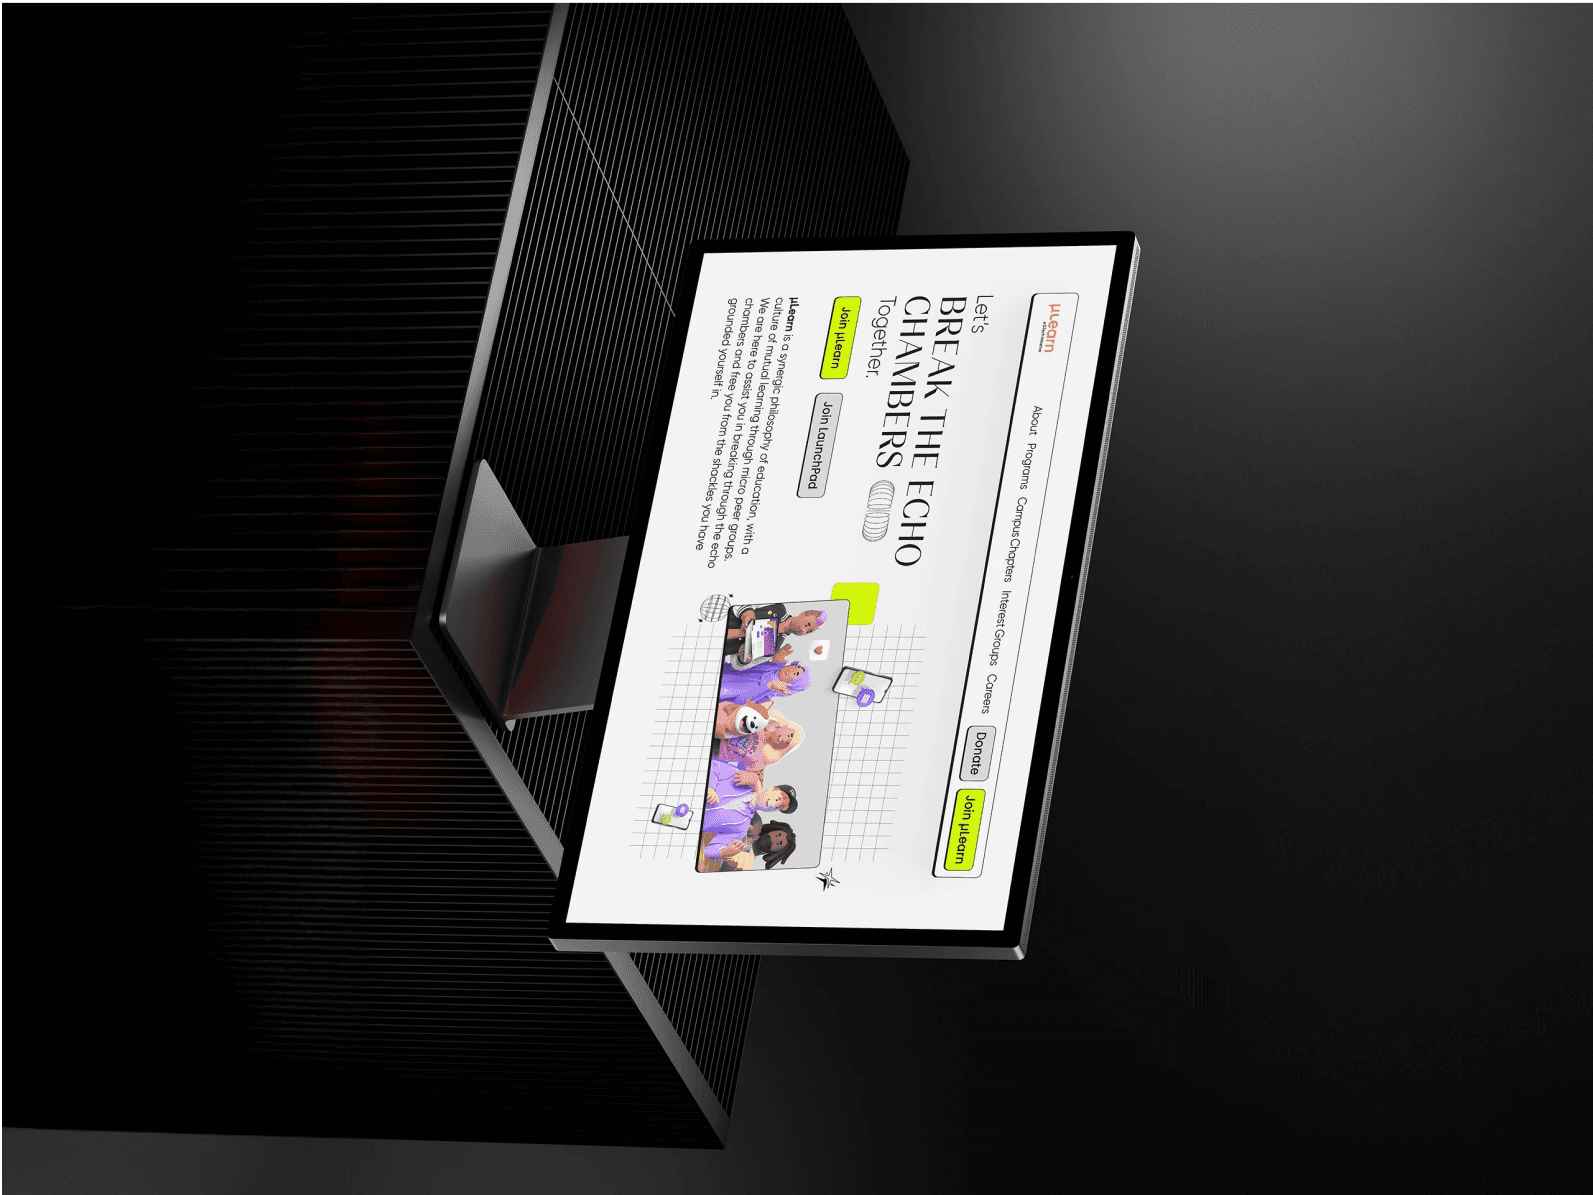 µLearn
About Programs Campus Chapters Interest Groups Careers Donate Join µLearn
Let's
BREAK THE ECHO
CHAMBERS
Together.
Join µLearn Join LaunchPad
µLearn is a synergic philosophy of education, with a
culture of mutual learning through micro peer groups.
We are here to assist you in breaking through the echo
chambers and free you from the shackles you have
grounded yourself in.